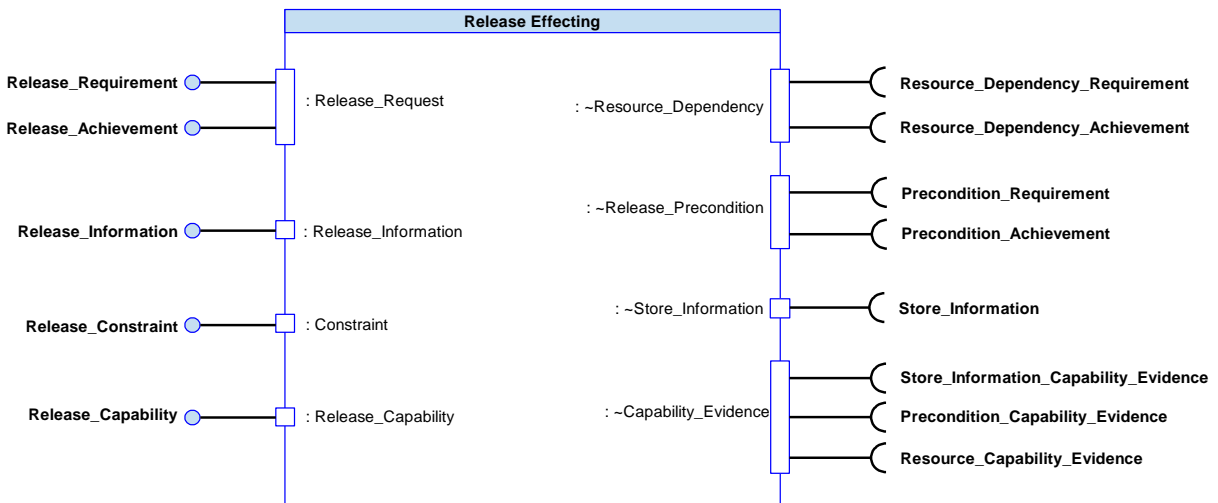 Release Effecting
Release_Requirement
Release_Achievement
: Release_Request
Release_Information
: Release_Information
Release_Constraint
: Constraint
Release_Capability
: Release_Capability
: ~Resource_Dependency
Resource_Dependency_Requirement
Resource_Dependency_Achievement
: ~Release_Precondition
Precondition_Requirement
Precondition_Achievement
: ~Store_Information
Store_Information
: ~Capability_Evidence
Store_Information_Capability_Evidence
Precondition_Capability_Evidence
Resource_Capability_Evidence